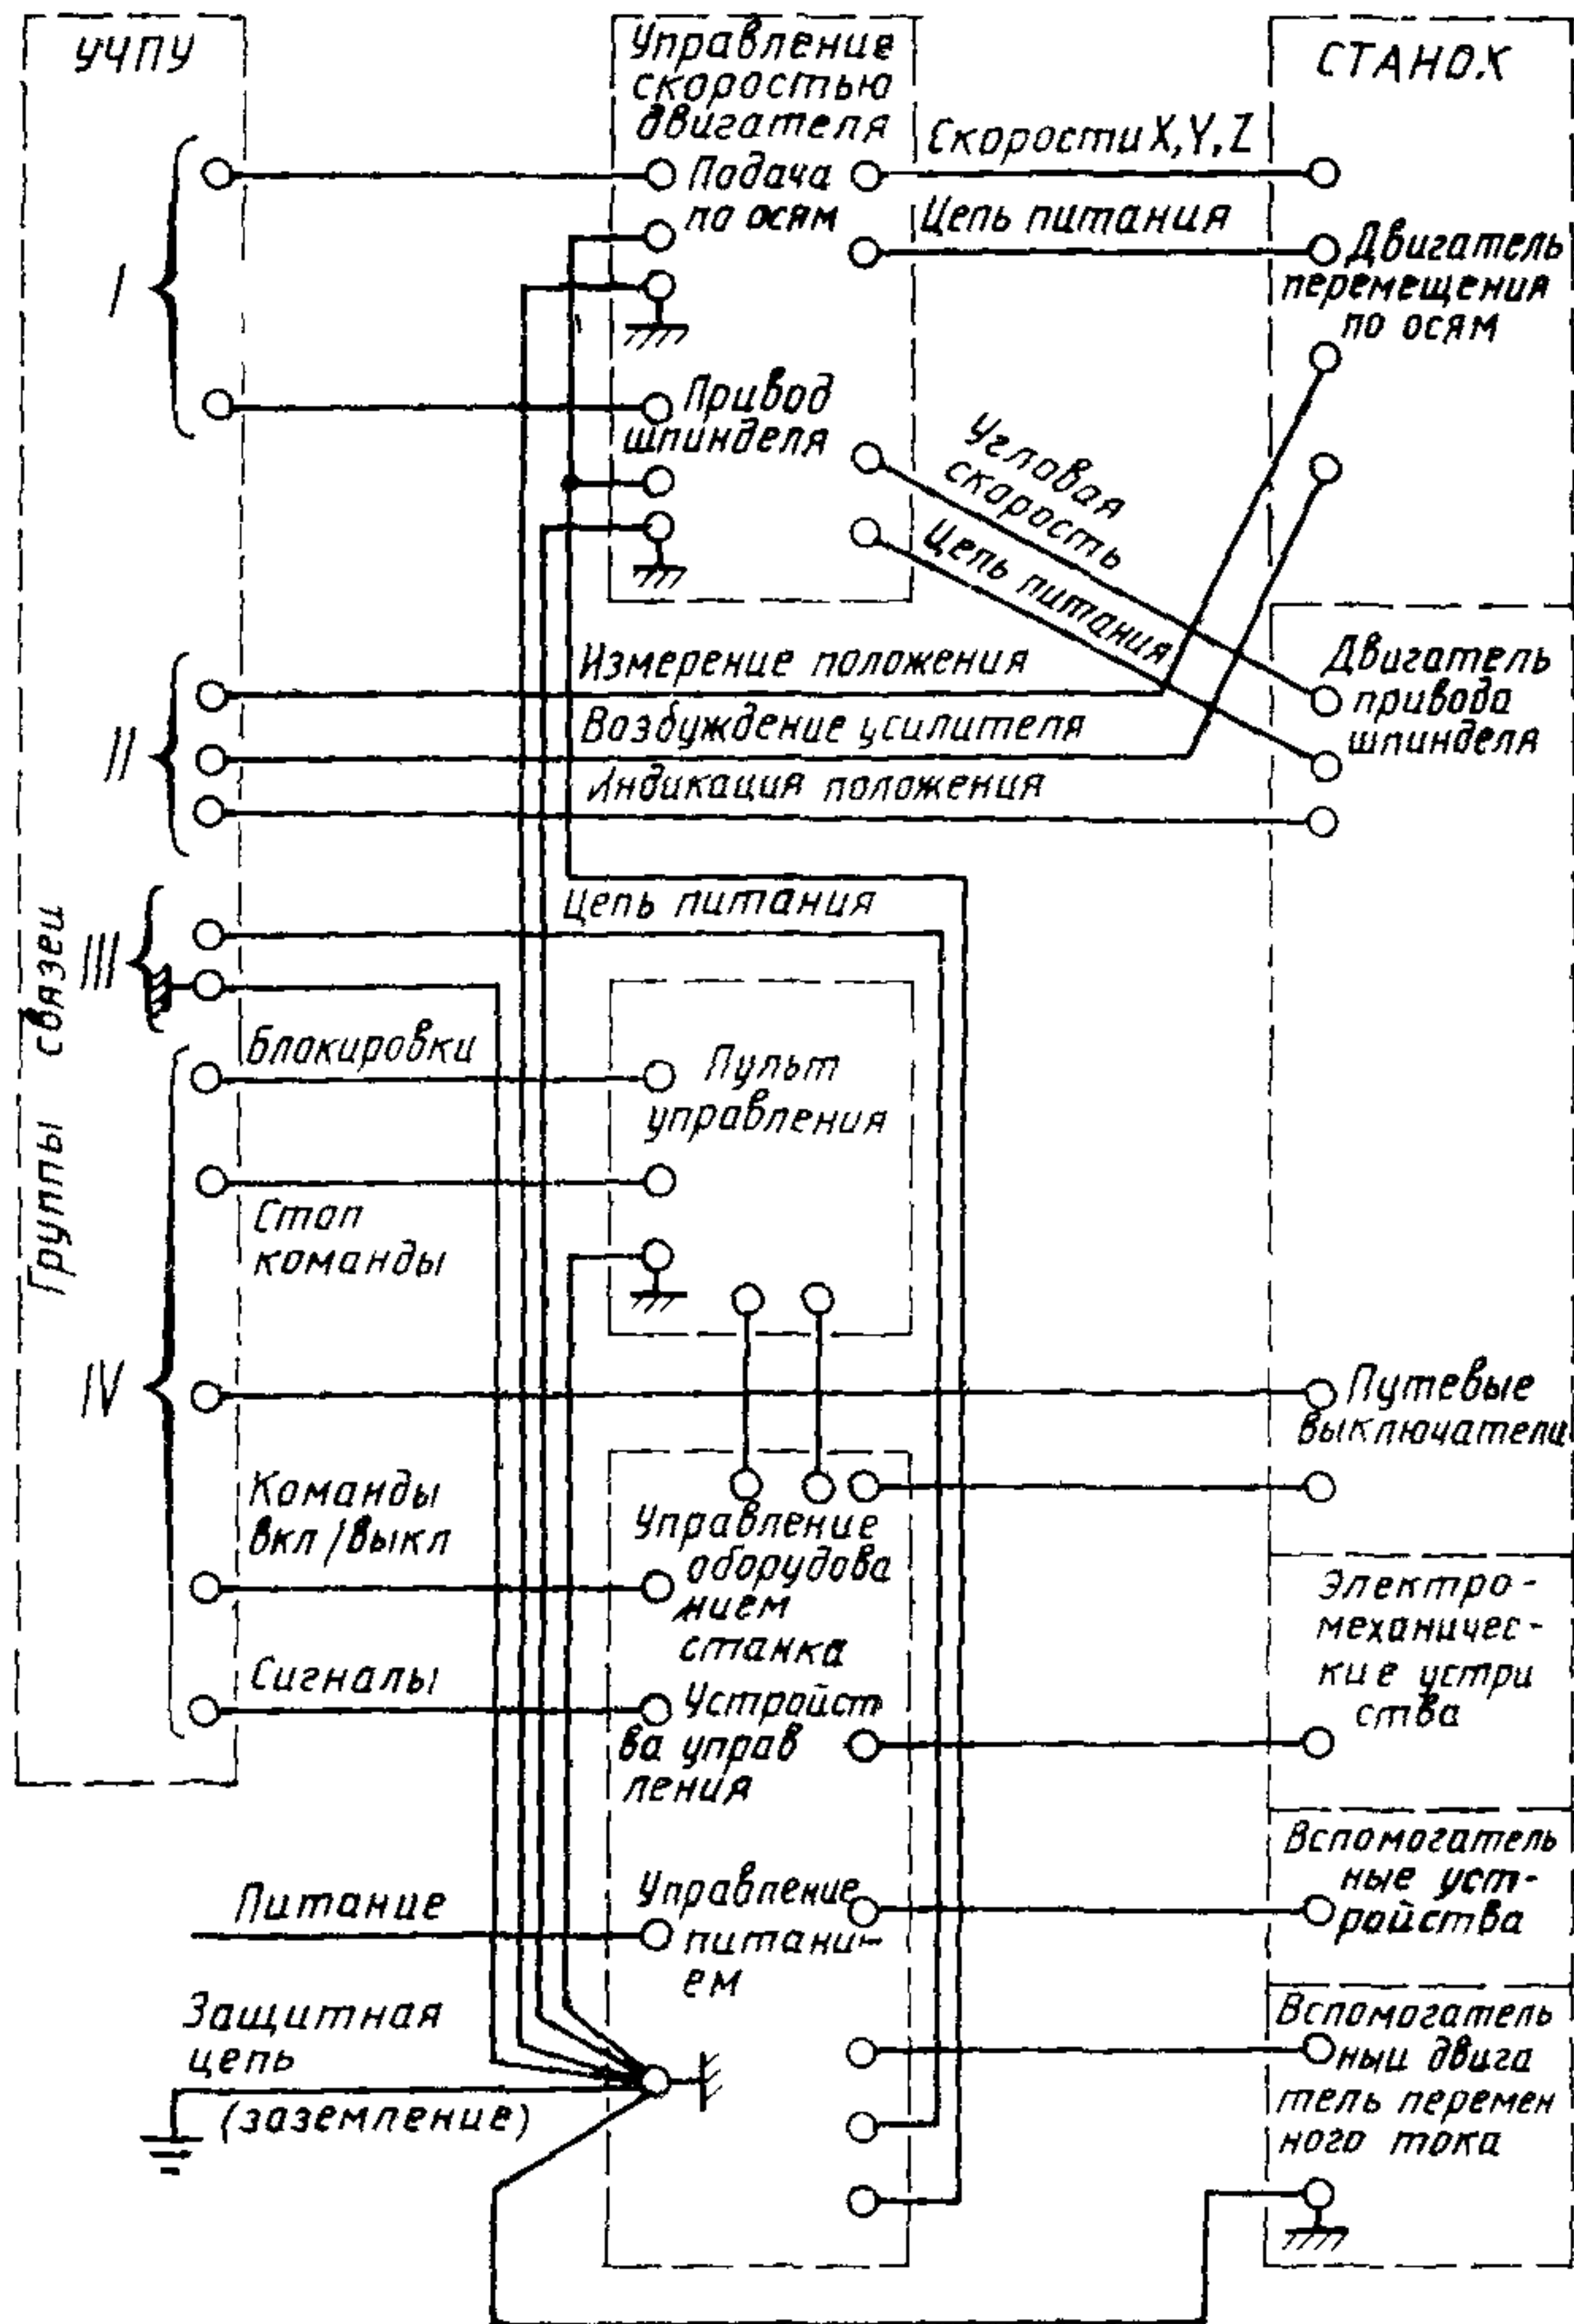 УЧПУ
Управление
скоростью
двигателя
СТАНОК
Скорости X, Y, Z
Подача
по осям
Цепь питания
Двигатель
перемещения
по осям
I
Привод
шпинделя
Угловая
скорость
Цепь питания
Измерение положения
Двигатель
привода
шпинделя
Возбуждение усилителя
II
Индикация положения
Цепь питания
III
Группы связей
Блокировки
Пульт
управления
Стоп
команды
IV
Путевые
выключатели
Команды
вкл/выкл
Управление
оборудова
нием
станка
Электро-
механичес-
кие устри
ства
Сигналы
Устройст
ва управ
ления
Вспомогатель
ные уст-
ройства
Питание
Управление
питани-
ем
Защитная
цепь
(заземление)
Вспомогатель
ный двига
тель перемен
ного тока